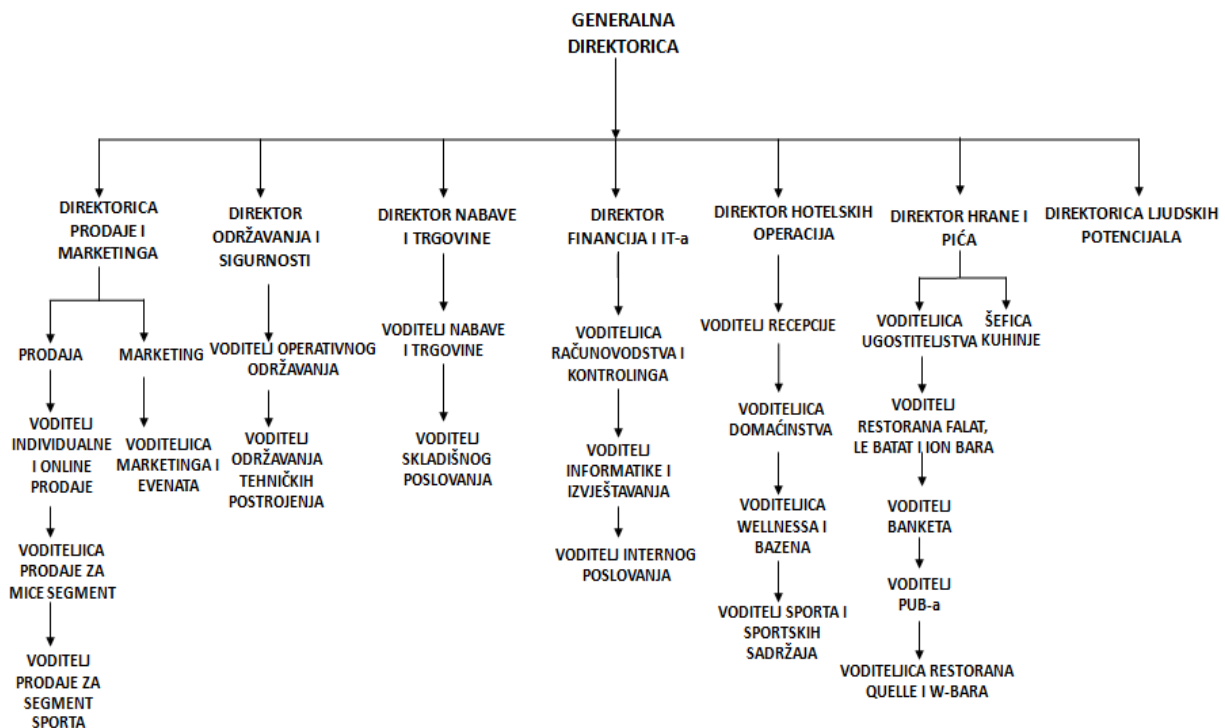 GENERALNA
DIREKTORICA
DIREKTORICA
PRODAJE I
MARKETINGA
DIREKTOR
ODRŽAVANJA I
SIGURNOSTI
DIREKTOR NABAVE
I TRGOVINE
DIREKTOR
FINANCIJA I IT-a
DIREKTOR HOTELSKIH
OPERACIJA
DIREKTOR HRANE I
PIĆA
DIREKTORICA LJUDSKIH
POTENCIJALA
PRODAJA
MARKETING
VODITELJ OPERATIVNOG
ODRŽAVANJA
VODITELJ NABAVE
I TRGOVINE
VODITELJICA
RAČUNOVODSTVA I
KONTROLINGA
VODITELJ RECEPCIJE
VODITELJICA
UGOSTITELJSTVA
ŠEFICA
KUHINJE
VODITELJ
INDIVIDUALNE
I ONLINE
PRODAJE
VODITELJICA
MARKETINGA I
EVENATA
VODITELJ
ODRŽAVANJA
TEHNIČKIH
POSTROJENJA
VODITELJ
SKLADIŠNOG
POSLOVANJA
VODITELJ
INFORMATIKE I
IZVJEŠTAVANJA
VODITELJICA
DOMAĆINSTVA
VODITELJ
RESTORANA FALAT,
LE BATAT I ION BARA
VODITELJICA
PRODAJE ZA
MICE SEGMENT
VODITELJ INTERNOG
POSLOVANJA
VODITELJICA
WELLNESSA I
BAZENA
VODITELJ
BANKETA
VODITELJ
PUB-a
VODITELJ
PRODAJE ZA
SEGMENT
SPORTA
VODITELJ SPORTA I
SPORTSKIH
SADRŽAJA
VODITELJICA RESTORANA
QUELLE I W-BARA